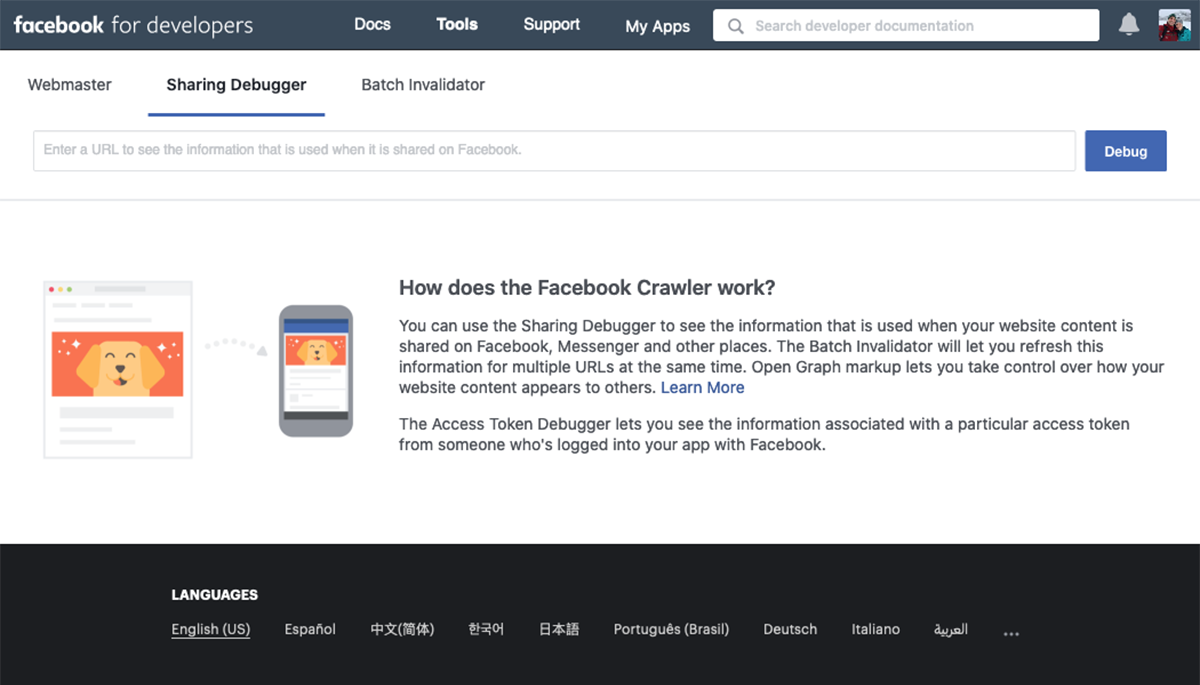 facebook for developers
Docs
Tools
Support
My Apps
Search developer documentation
Webmaster
Sharing Debugger
Batch Invalidator
Enter a URL to see the information that is used when it is shared on Facebook.
Debug
How does the Facebook Crawler work?
You can use the Sharing Debugger to see the information that is used when your website content is
shared on Facebook, Messenger and other places. The Batch Invalidator will let you refresh this
information for multiple URLs at the same time. Open Graph markup lets you take control over how your
website content appears to others. Learn More
The Access Token Debugger lets you see the information associated with a particular access token
from someone who's logged into your app with Facebook.
LANGUAGES
English (US)
Español
中文(简体)
한국어
日本語
Português (Brasil)
Deutsch
Italiano
العربية
...